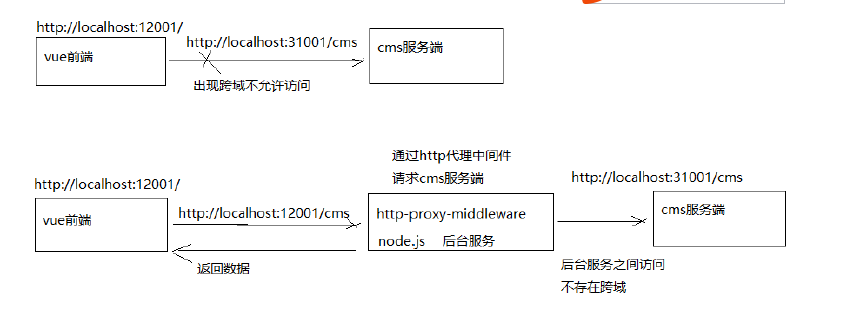 http://localhost:12001/
http://localhost:31001/cms
vue前端
cms服务端
出现跨域不允许访问
通过http代理中间件
请求cms服务端
http://localhost:31001/cms
http://localhost:12001/
http://localhost:12001/cms
vue前端
http-proxy-middleware
cms服务端
node.js 后台服务
返回数据
后台服务之间访问
不存在跨域